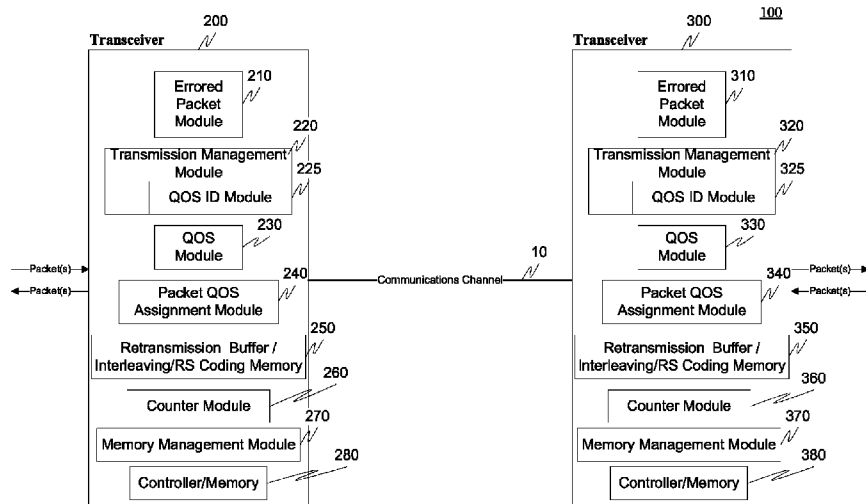 100
200
Transceiver
210
Errored
Packet
Module
220
Transmission Management
Module
225
QOS ID Module
230
QOS
Module
Packet(s)
Packet(s)
240
Packet QOS
Assignment Module
250
Retransmission Buffer /
Interleaving/RS Coding Memory
260
Counter Module
270
Memory Management Module
280
Controller/Memory
10
Communications Channel
300
Transceiver
310
Errored
Packet
Module
320
Transmission Management
Module
325
QOS ID Module
330
QOS
Module
340
Packet(s)
Packet(s)
Packet QOS
Assignment Module
350
Retransmission Buffer /
Interleaving/RS Coding Memory
360
Counter Module
370
Memory Management Module
380
Controller/Memory